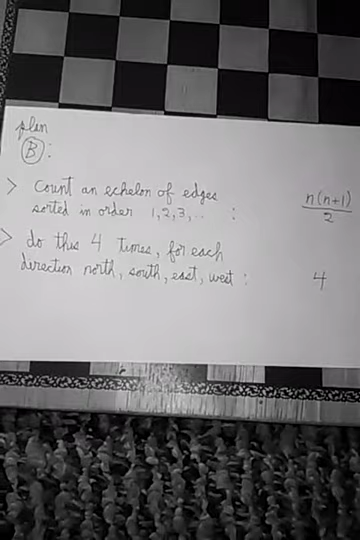 plan
B:
> Count an echelon of edges
sorted in order 1,2,3,.. : n(n+1)/2
> do this 4 times, for each
direction north, south, east, west : 4